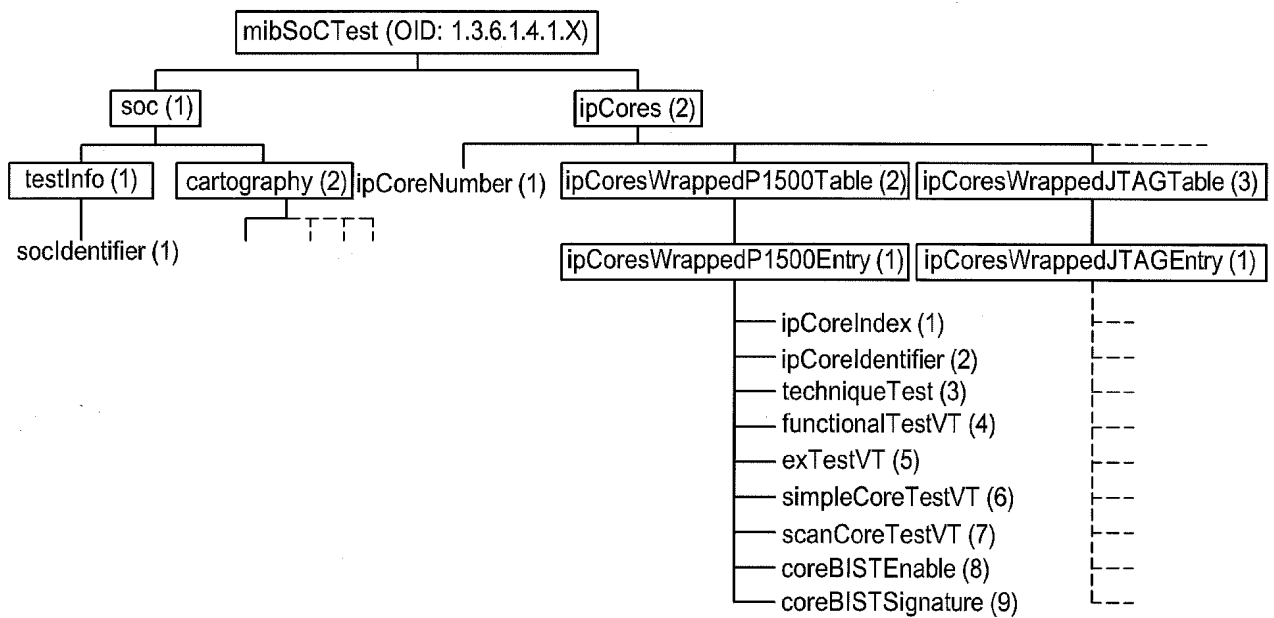 mibSoCTest (OID: 1.3.6.1.4.1.X)
soc (1)
ipCores (2)
testInfo (1)
cartography (2)
ipCoreNumber (1)
ipCoresWrappedP1500Table (2)
ipCoresWrappedJTAGTable (3)
socIdentifier (1)
ipCoresWrappedP1500Entry (1)
ipCoresWrappedJTAGEntry (1)
ipCoreIndex (1)
ipCoreIdentifier (2)
techniqueTest (3)
functionalTestVT (4)
exTestVT (5)
simpleCoreTestVT (6)
scanCoreTestVT (7)
coreBISTEnable (8)
coreBISTSignature (9)